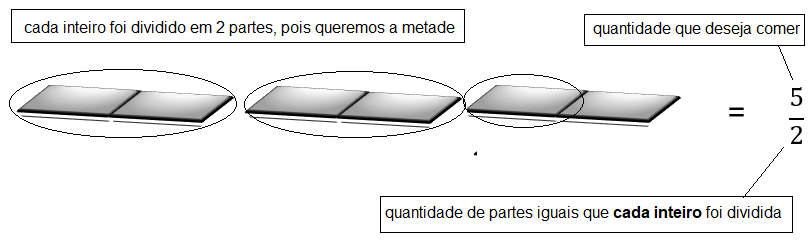 cada inteiro foi dividido em 2 partes, pois queremos a metade
quantidade que deseja comer
= 5/2
quantidade de partes iguais que cada inteiro foi dividida